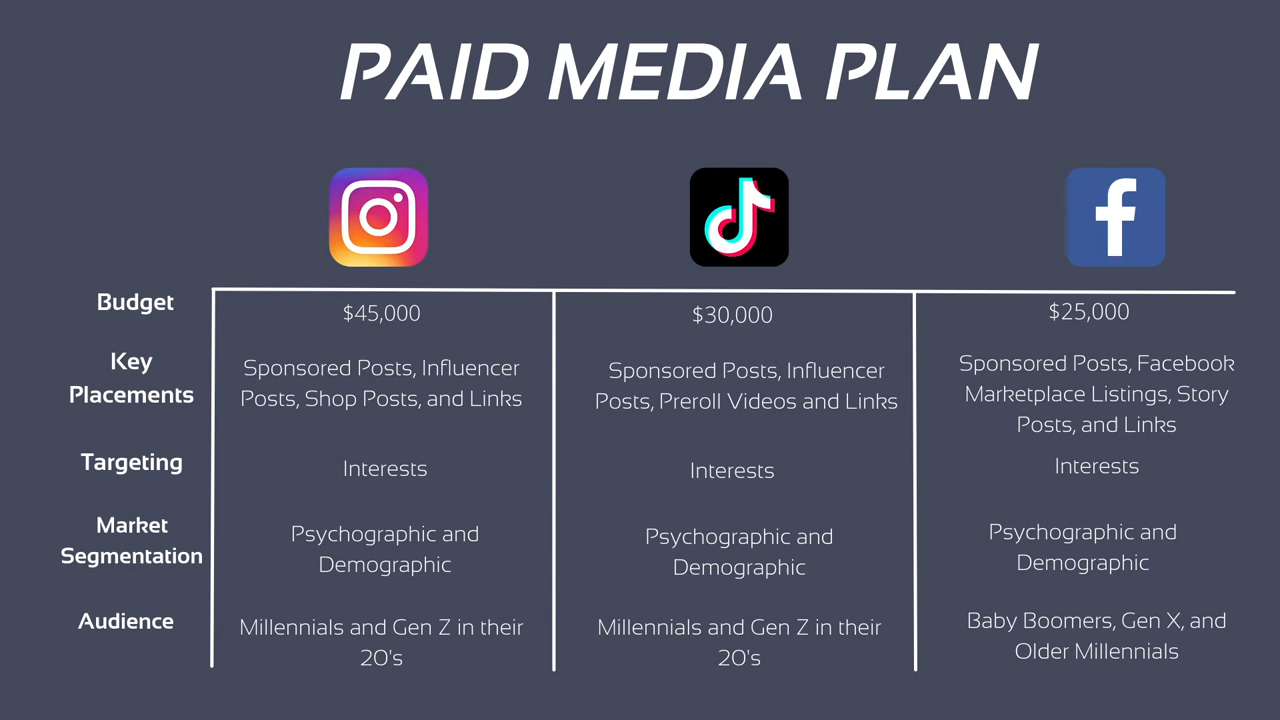 PAID MEDIA PLAN
Budget
$45,000
$30,000
$25,000
Key
Placements
Sponsored Posts, Influencer
Posts, Shop Posts, and Links
Sponsored Posts, Influencer
Posts, Preroll Videos and Links
Sponsored Posts, Facebook
Marketplace Listings, Story
Posts, and Links
Targeting
Interests
Interests
Interests
Market
Segmentation
Psychographic and
Demographic
Psychographic and
Demographic
Psychographic and
Demographic
Audience
Millennials and Gen Z in their
20's
Millennials and Gen Z in their
20's
Baby Boomers, Gen X, and
Older Millennials